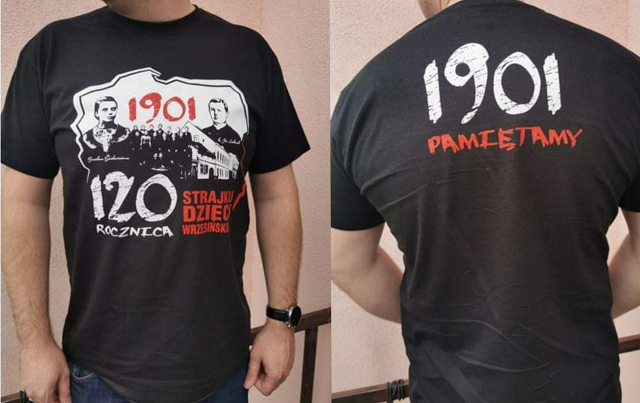 1901
120
ROCZNICA
STRAJKU
DZIECI
WRZESIŃSKICH
1901
PAMIĘTAMY